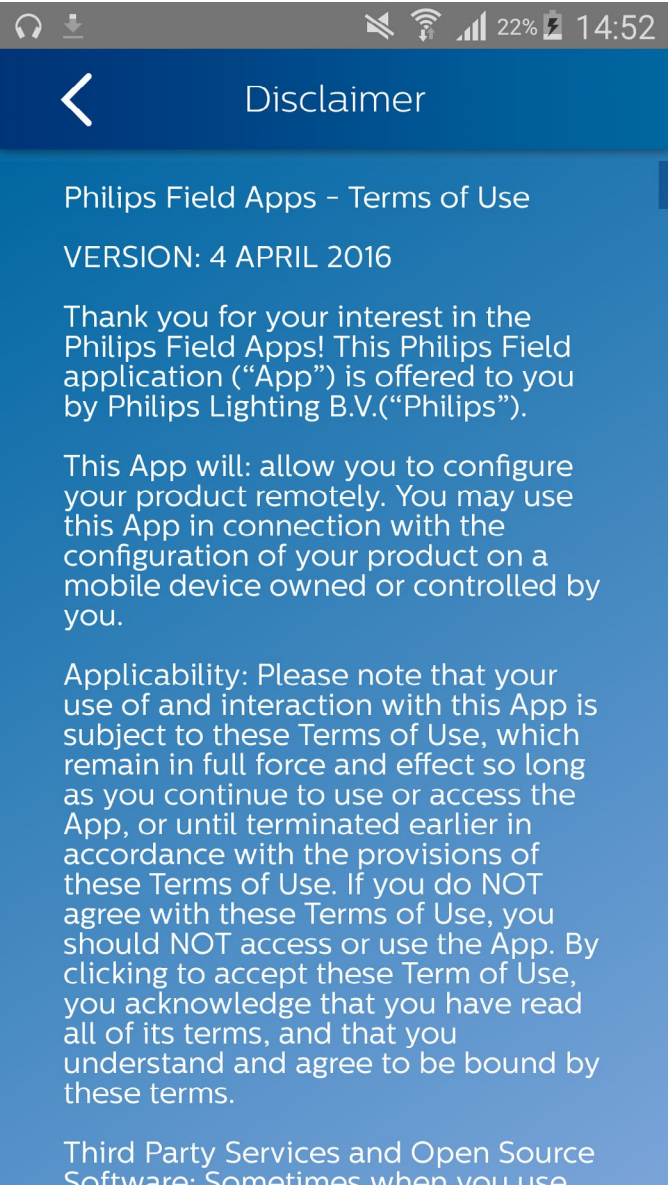 22% 14:52
Disclaimer
Philips Field Apps - Terms of Use
VERSION: 4 APRIL 2016
Thank you for your interest in the
Philips Field Apps! This Philips Field
application (“App”) is offered to you
by Philips Lighting B.V.(“Philips”).
This App will: allow you to configure
your product remotely. You may use
this App in connection with the
configuration of your product on a
mobile device owned or controlled by
you.
Applicability: Please note that your
use of and interaction with this App is
subject to these Terms of Use, which
remain in full force and effect so long
as you continue to use or access the
App, or until terminated earlier in
accordance with the provisions of
these Terms of Use. If you do NOT
agree with these Terms of Use, you
should NOT access or use the App. By
clicking to accept these Term of Use,
you acknowledge that you have read
all of its terms, and that you
understand and agree to be bound by
these terms.
Third Party Services and Open Source
Software: Sometimes when you use